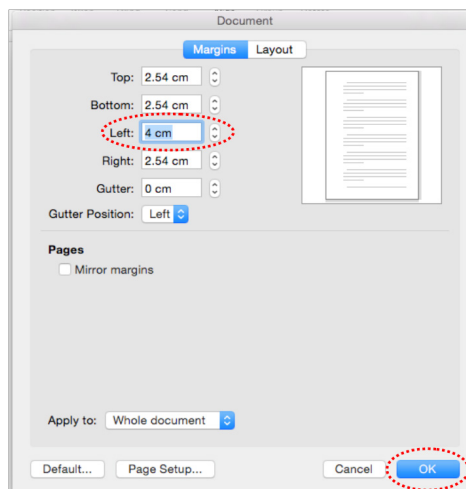 Document
Margins Layout
Top: 2.54 cm
Bottom: 2.54 cm
Left: 4 cm
Right: 2.54 cm
Gutter: 0 cm
Gutter Position: Left
Pages
Mirror margins
Apply to: Whole document
Default... Page Setup... Cancel OK